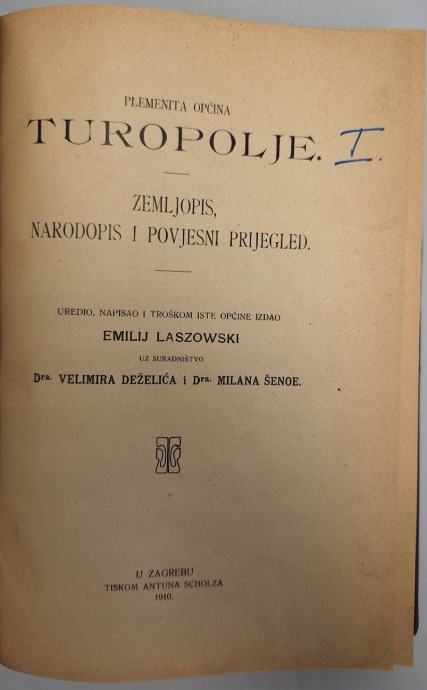 PLEMENITA OPĆINA
TUROPOLJE. I.
ZEMLJOPIS,
NARODOPIS I POVJESNI PRIJEGLED.
UREDIO, NAPISAO I TROŠKOM ISTE OPĆINE IZDAO
EMILIJ LASZOWSKI
UZ SURADNIŠTVO
Dra. VELIMIRA DEŽELIĆA i Dra. MILANA ŠENOE.
U ZAGREBU
TISKOM ANTUNA SCHOLZA
1910.